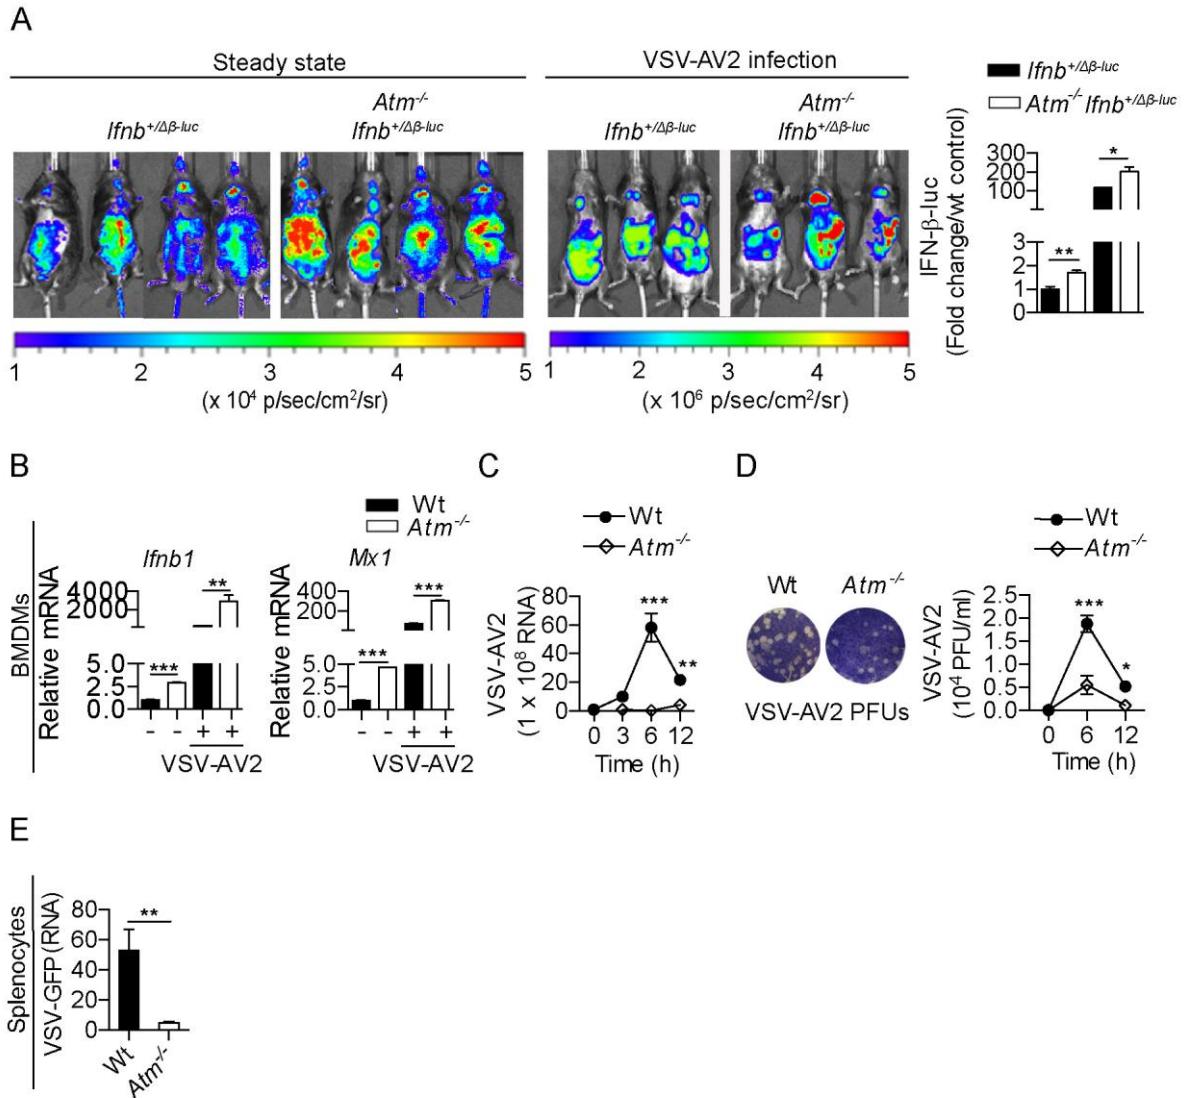 A
Steady state
VSV-AV2 infection
Ifnb+/Δβ-luc
Atm-/-
Ifnb+/Δβ-luc
Ifnb+/Δβ-luc
Atm-/-
Ifnb+/Δβ-luc
1 2 3 4 5
(x 10⁴ p/sec/cm²/sr)
1 2 3 4 5
(x 10⁶ p/sec/cm²/sr)
Ifnb+/Δβ-luc
Atm-/- Ifnb+/Δβ-luc
IFN-β-luc
(Fold change/wt control)
300
200
100
3
2
1
0
**
*
B
BMDMs
Wt
Atm-/-
Ifnb1
Relative mRNA
4000
2000
5.0
2.5
0.0
***
**
- - + +
VSV-AV2
Mx1
Relative mRNA
400
200
5.0
2.5
0.0
***
***
- - + +
VSV-AV2
C
Wt
Atm-/-
VSV-AV2
(1 x 10⁸ RNA)
80
60
40
20
0
***
**
0 3 6 12
Time (h)
D
Wt Atm-/-
VSV-AV2 PFUs
Wt
Atm-/-
VSV-AV2
(10⁴ PFU/ml)
2.5
2.0
1.5
1.0
0.5
0.0
***
*
0 6 12
Time (h)
E
Splenocytes
VSV-GFP (RNA)
80
60
40
20
0
**
Wt
Atm-/-